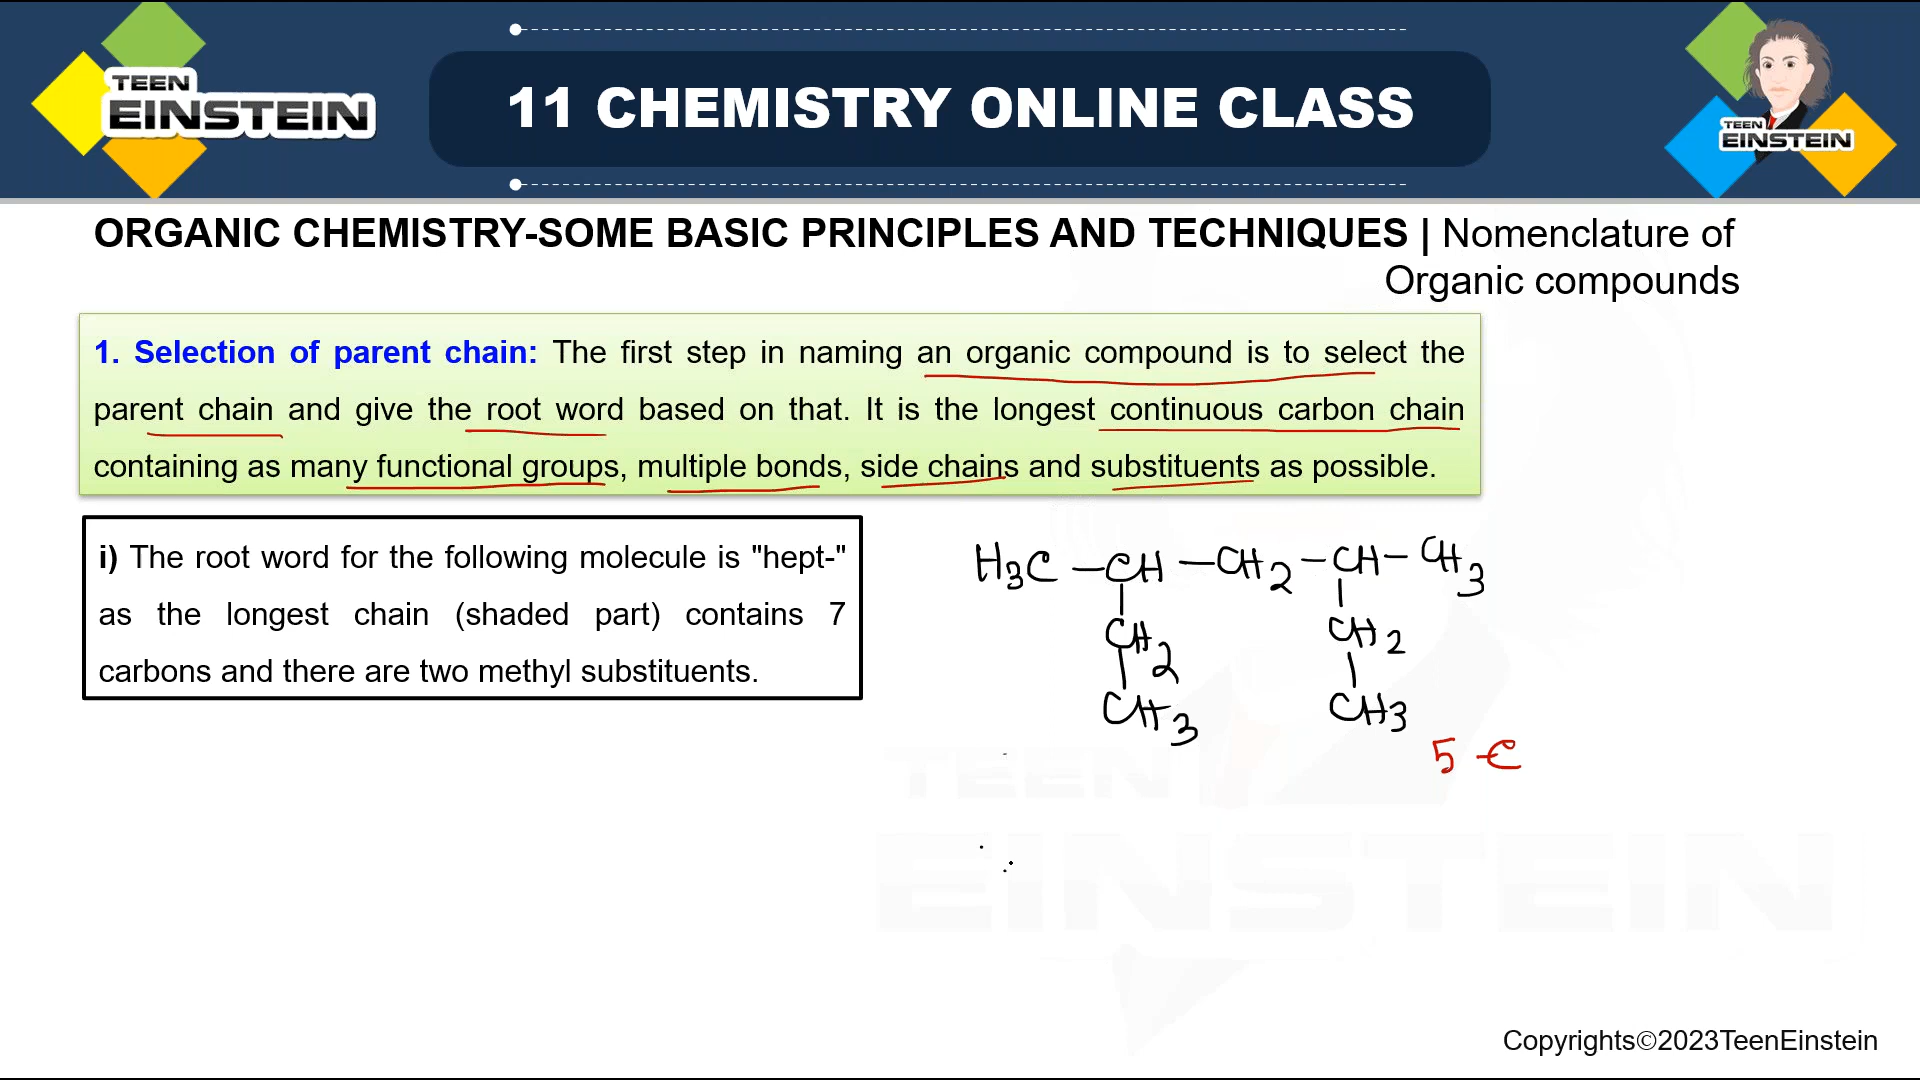 TEEN
EINSTEIN
11 CHEMISTRY ONLINE CLASS
TEEN
EINSTEIN
ORGANIC CHEMISTRY-SOME BASIC PRINCIPLES AND TECHNIQUES | Nomenclature of
Organic compounds
1. Selection of parent chain: The first step in naming an organic compound is to select the
parent chain and give the root word based on that. It is the longest continuous carbon chain
containing as many functional groups, multiple bonds, side chains and substituents as possible.
i) The root word for the following molecule is "hept-"
as the longest chain (shaded part) contains 7
carbons and there are two methyl substituents.
H3C – CH – CH2 – CH – CH3
CH2 CH2
CH3 CH3
5 - C
TEEN
EINSTEIN
Copyrights©2023TeenEinstein